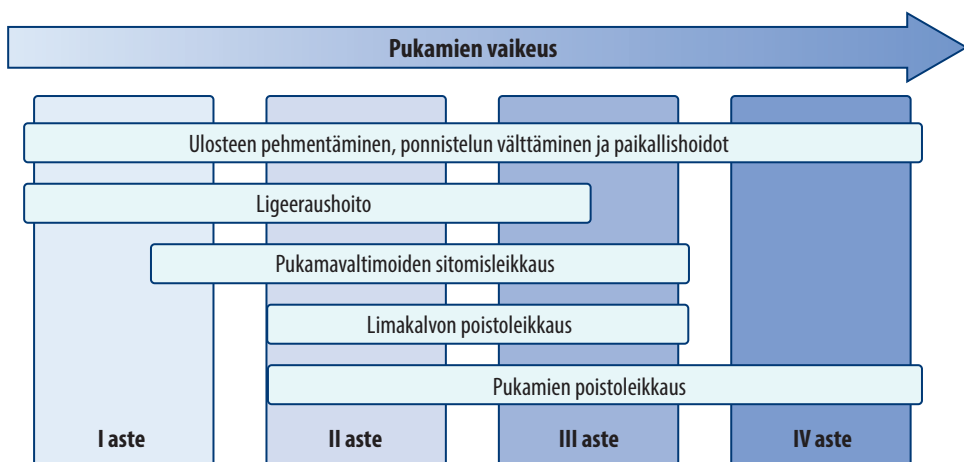 Pukamien vaikeus
Ulosteen pehmentäminen, ponnistelun välttäminen ja paikallishoidot
Ligeeraushoito
Pukamavaltimoiden sitomisleikkaus
Limakalvon poistoleikkaus
Pukamien poistoleikkaus
I aste
II aste
III aste
IV aste